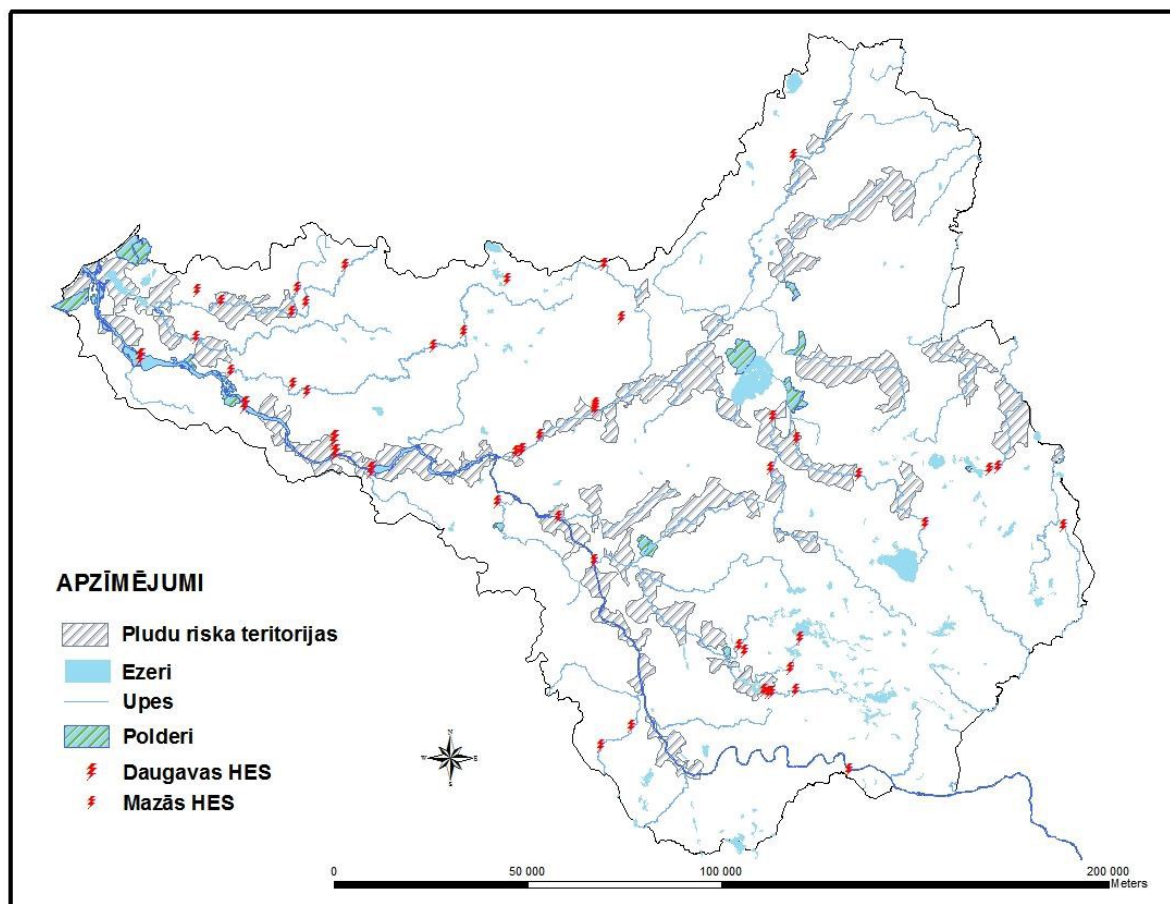 APZĪMĒJUMI
Pludu riska teritorijas
Ezeri
Upes
Polderi
Daugavas HES
Mazās HES
N
W E
S
0 50 000 100 000 200 000
Meters